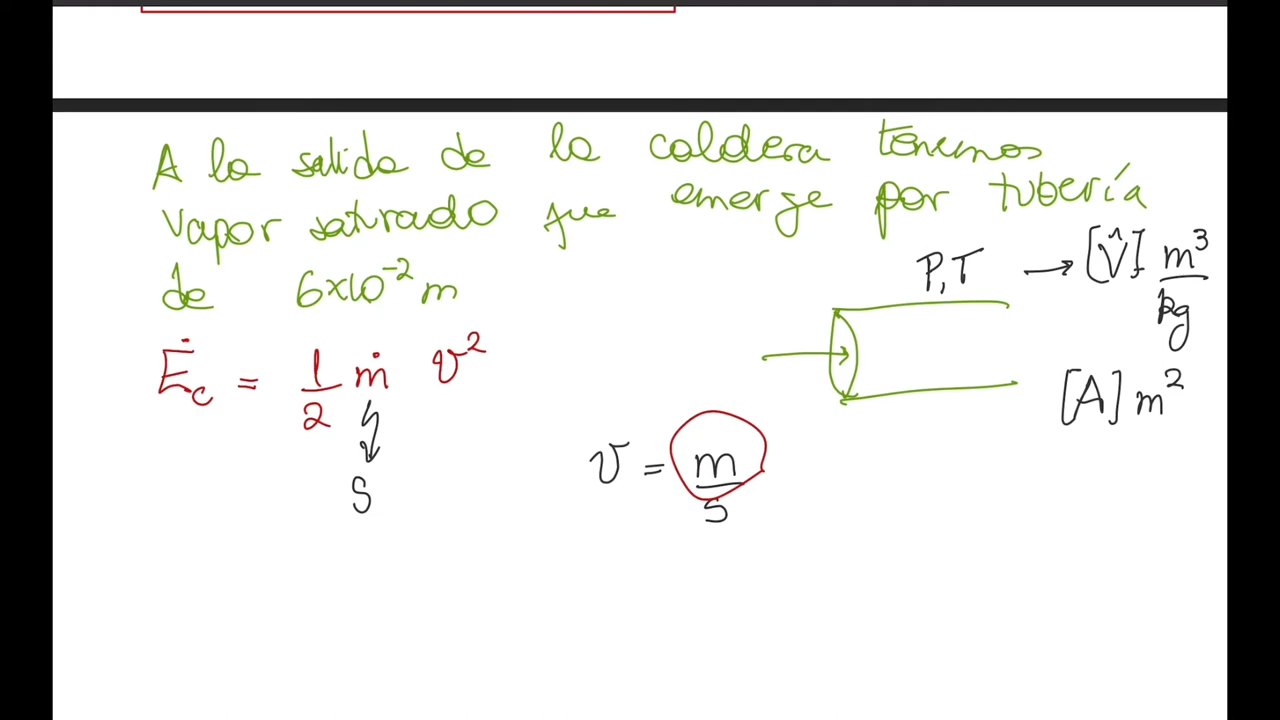 A la salida de la caldera tenemos
vapor saturado que emerge por tubería
de 6x10⁻² m
P,T → [V̂] m³/kg
Ėc = 1/2 ṁ v²
[A] m²
S
v = m/s